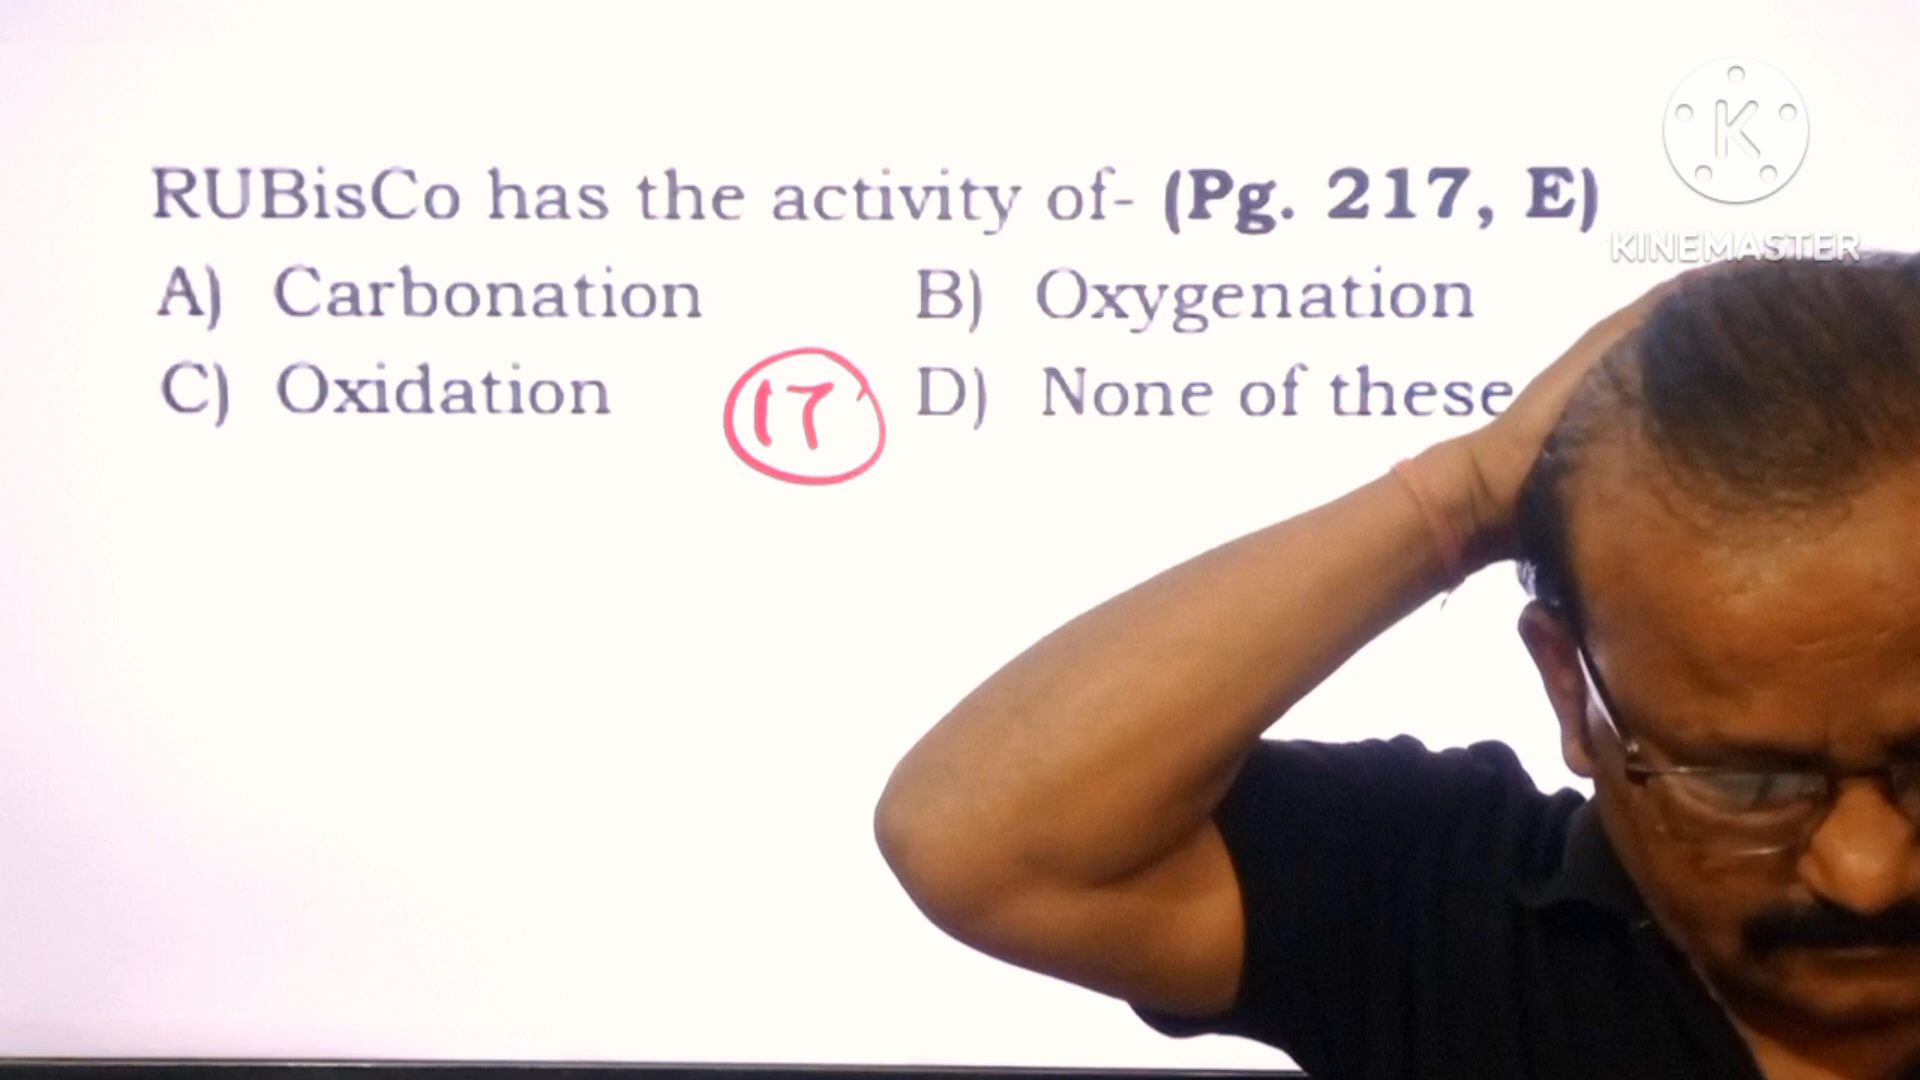 RUBisCo has the activity of- (Pg. 217, E)
A) Carbonation B) Oxygenation
C) Oxidation D) None of these
17
K
KINEMASTER